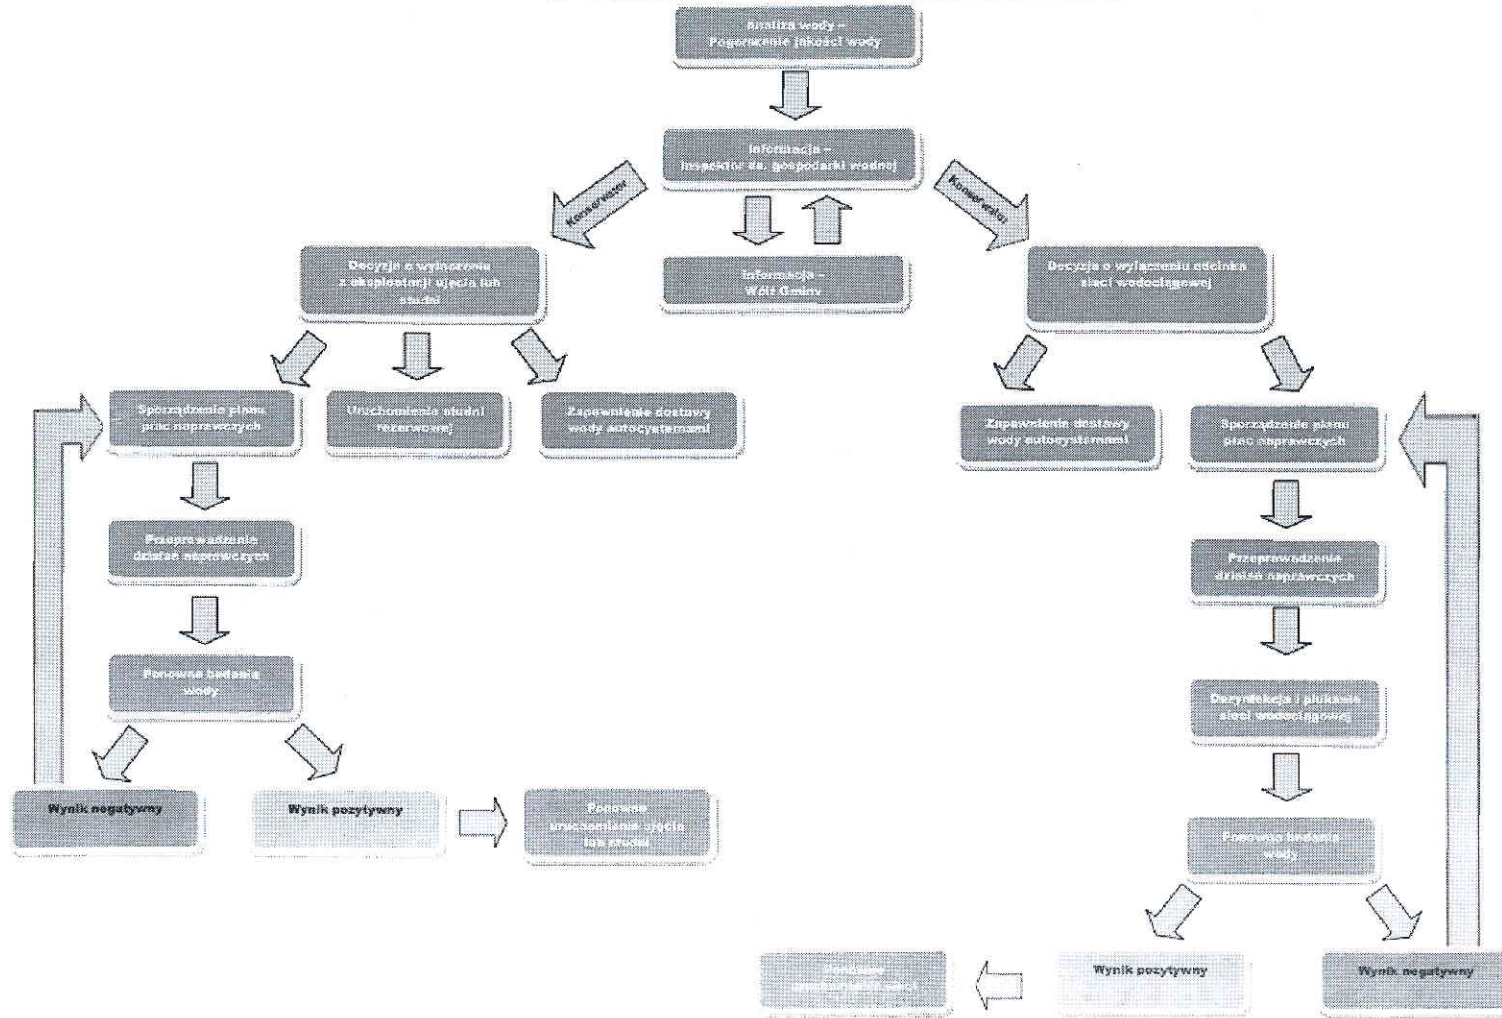 Analiza wody –
Pogorszenie jakości wody
Informacja –
Inspektor ds. gospodarki wodnej
Konserwator
Konserwator
Decyzja o wyłączeniu
z eksploatacji ujęcia lub
studni
Informacja –
Wójt Gminy
Decyzja o wyłączeniu odcinka
sieci wodociągowej
Sporządzenie planu
prac naprawczych
Uruchomienie studni
rezerwowej
Zapewnienie dostawy
wody autocysternami
Zapewnienie dostawy
wody autocysternami
Sporządzenie planu
prac naprawczych
Przeprowadzenie
działań naprawczych
Przeprowadzenie
działań naprawczych
Ponowne badania
wody
Dezynfekcja i płukanie
sieci wodociągowej
Wynik negatywny
Wynik pozytywny
Ponowne
uruchomienie ujęcia
lub studni
Ponowne badania
wody
Wynik pozytywny
Wynik negatywny